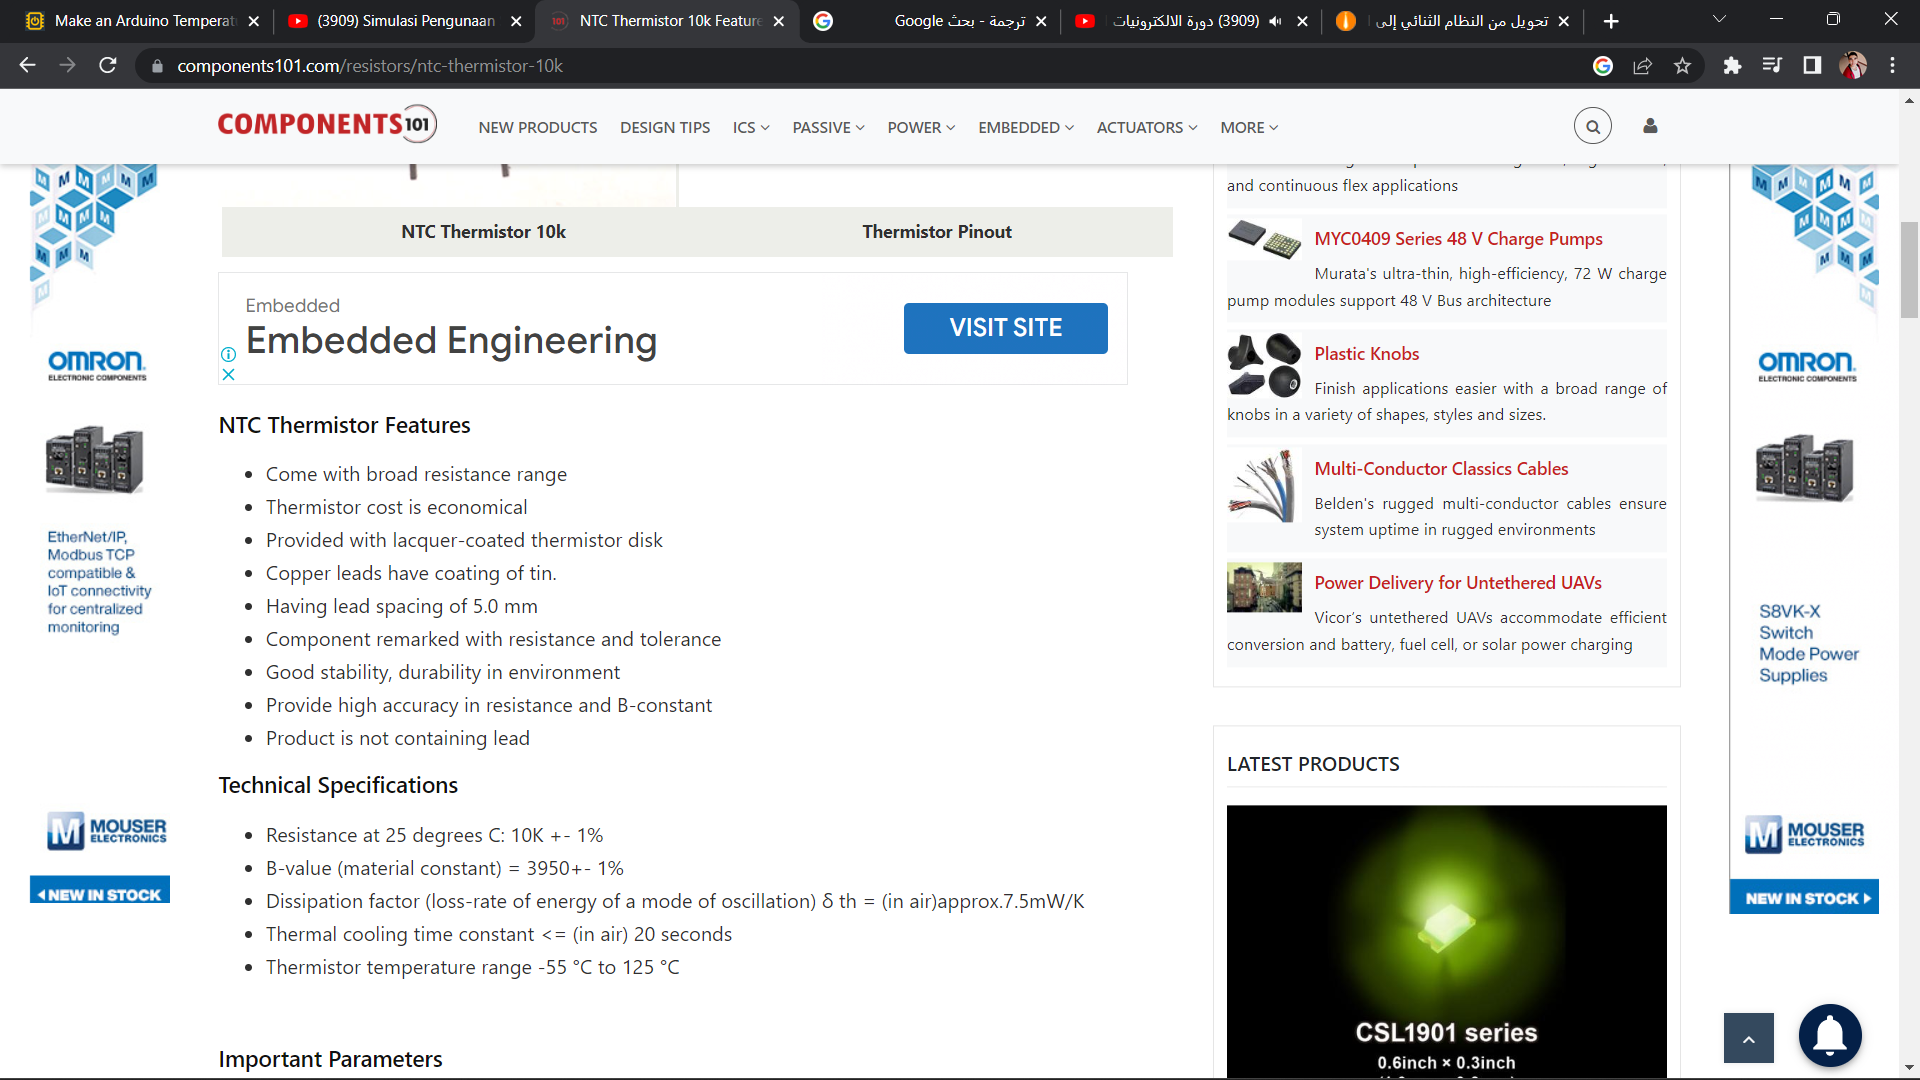 Make an Arduino Temperat
(3909) Simulasi Pengunaan
NTC Thermistor 10k Feature
ترجمة - بحث Google
(3909) دورة الالكترونيات
تحويل من النظام الثنائي إلى
components101.com/resistors/ntc-thermistor-10k
COMPONENTS101
NEW PRODUCTS
DESIGN TIPS
ICS
PASSIVE
POWER
EMBEDDED
ACTUATORS
MORE
NTC Thermistor 10k
Thermistor Pinout
Embedded
Embedded Engineering
VISIT SITE
NTC Thermistor Features
Come with broad resistance range
Thermistor cost is economical
Provided with lacquer-coated thermistor disk
Copper leads have coating of tin.
Having lead spacing of 5.0 mm
Component remarked with resistance and tolerance
Good stability, durability in environment
Provide high accuracy in resistance and B-constant
Product is not containing lead
Technical Specifications
Resistance at 25 degrees C: 10K +- 1%
B-value (material constant) = 3950+- 1%
Dissipation factor (loss-rate of energy of a mode of oscillation) δ th = (in air)approx.7.5mW/K
Thermal cooling time constant <= (in air) 20 seconds
Thermistor temperature range -55 °C to 125 °C
Important Parameters
and continuous flex applications
MYC0409 Series 48 V Charge Pumps
Murata's ultra-thin, high-efficiency, 72 W charge
pump modules support 48 V Bus architecture
Plastic Knobs
Finish applications easier with a broad range of
knobs in a variety of shapes, styles and sizes.
Multi-Conductor Classics Cables
Belden's rugged multi-conductor cables ensure
system uptime in rugged environments
Power Delivery for Untethered UAVs
Vicor's untethered UAVs accommodate efficient
conversion and battery, fuel cell, or solar power charging
LATEST PRODUCTS
CSL1901 series
0.6inch × 0.3inch
OMRON
ELECTRONIC COMPONENTS
EtherNet/IP,
Modbus TCP
compatible &
IoT connectivity
for centralized
monitoring
MOUSER
ELECTRONICS
NEW IN STOCK
OMRON
ELECTRONIC COMPONENTS
S8VK-X
Switch
Mode Power
Supplies
MOUSER
ELECTRONICS
NEW IN STOCK